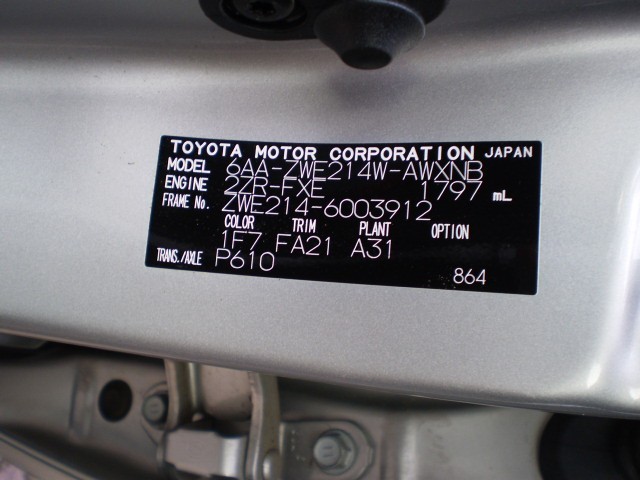 TOYOTA MOTOR CORPORATION JAPAN
MODEL 6AA-ZWE214W-AWXNB
ENGINE 2ZR-FXE 1797 mL
FRAME No. ZWE214-6003912
COLOR TRIM PLANT OPTION
1F7 FA21 A31
TRANS./AXLE P610
864